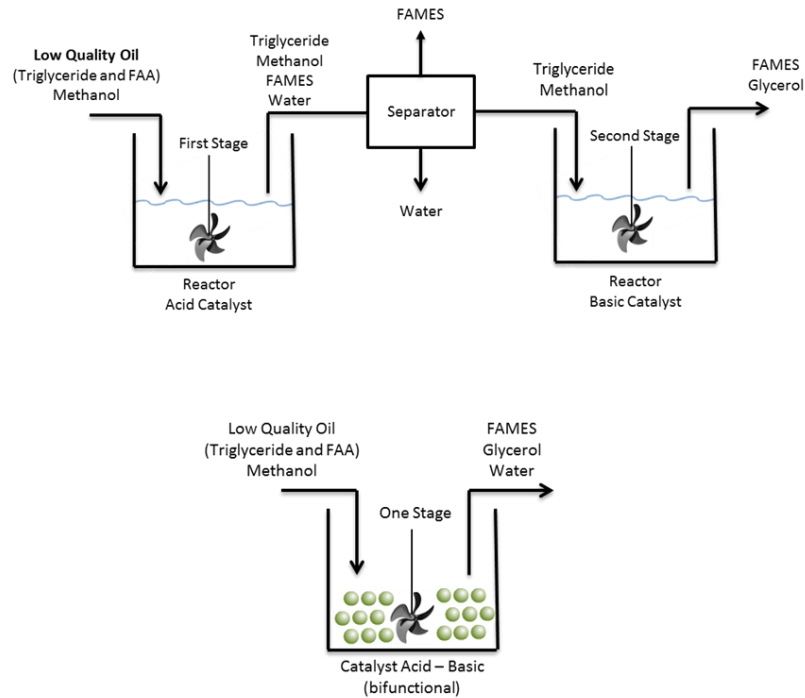 FAMES
Low Quality Oil
(Triglyceride and FAA)
Methanol
Triglyceride
Methanol
FAMES
Water
Separator
Triglyceride
Methanol
FAMES
Glycerol
First Stage
Second Stage
Water
Reactor
Acid Catalyst
Reactor
Basic Catalyst
Low Quality Oil
(Triglyceride and FAA)
Methanol
FAMES
Glycerol
Water
One Stage
Catalyst Acid – Basic
(bifunctional)